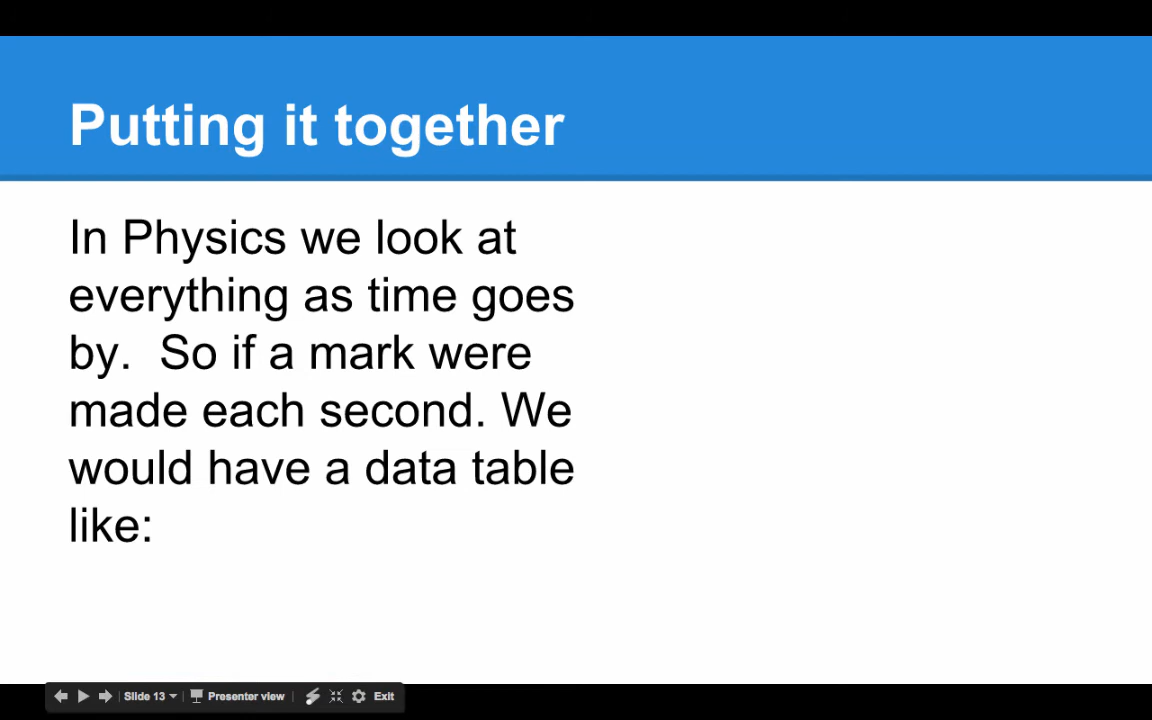 Putting it together
In Physics we look at
everything as time goes
by.  So if a mark were
made each second. We
would have a data table
like:
Slide 13 Presenter view Exit